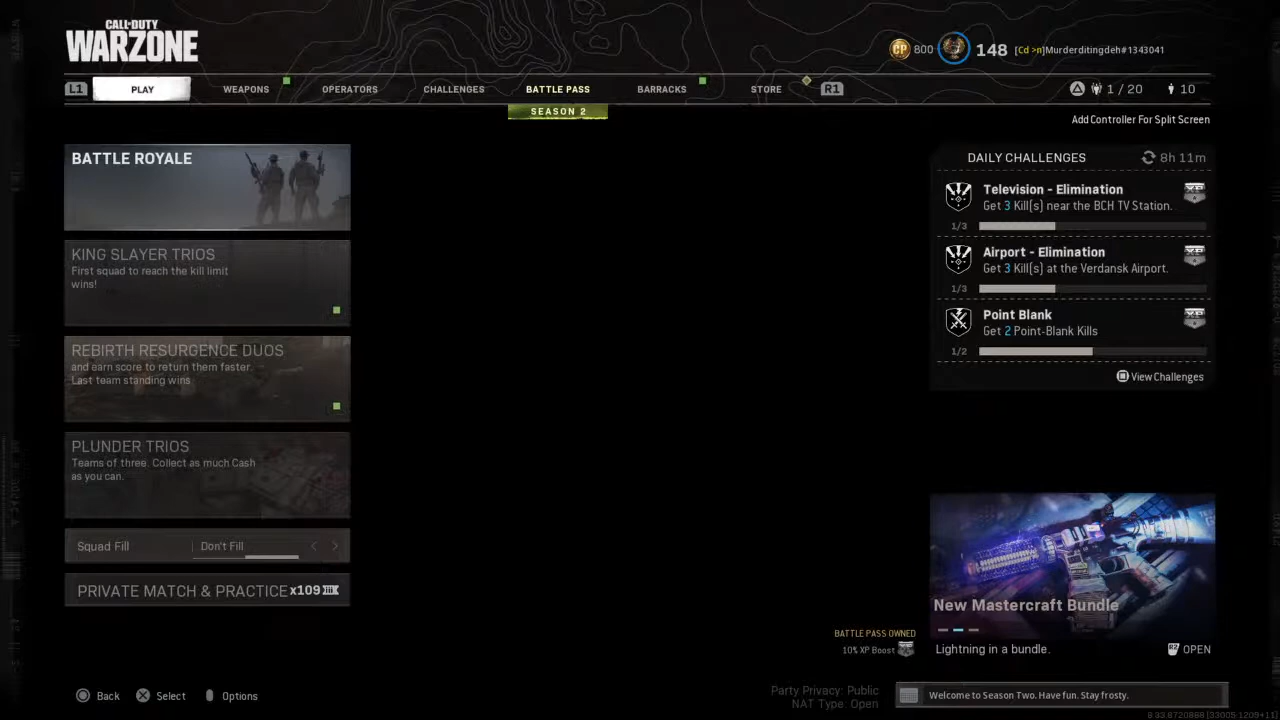 CALL·DUTY
WARZONE
CP 800 148 [Cd >n]Murderditingdeh#1343041
L1 PLAY WEAPONS OPERATORS CHALLENGES BATTLE PASS BARRACKS STORE R1 1 / 20 10
SEASON 2
Add Controller For Split Screen
BATTLE ROYALE
KING SLAYER TRIOS
First squad to reach the kill limit
wins!
REBIRTH RESURGENCE DUOS
and earn score to return them faster.
Last team standing wins
PLUNDER TRIOS
Teams of three. Collect as much Cash
as you can.
Squad Fill Don't Fill
PRIVATE MATCH & PRACTICE x109
DAILY CHALLENGES 8h 11m
Television - Elimination
Get 3 Kill(s) near the BCH TV Station.
1/3
Airport - Elimination
Get 3 Kill(s) at the Verdansk Airport.
1/3
Point Blank
Get 2 Point-Blank Kills
1/2
View Challenges
New Mastercraft Bundle
Lightning in a bundle. R2 OPEN
BATTLE PASS OWNED
10% XP Boost
Back Select Options
Party Privacy: Public
NAT Type: Open
Welcome to Season Two. Have fun. Stay frosty.